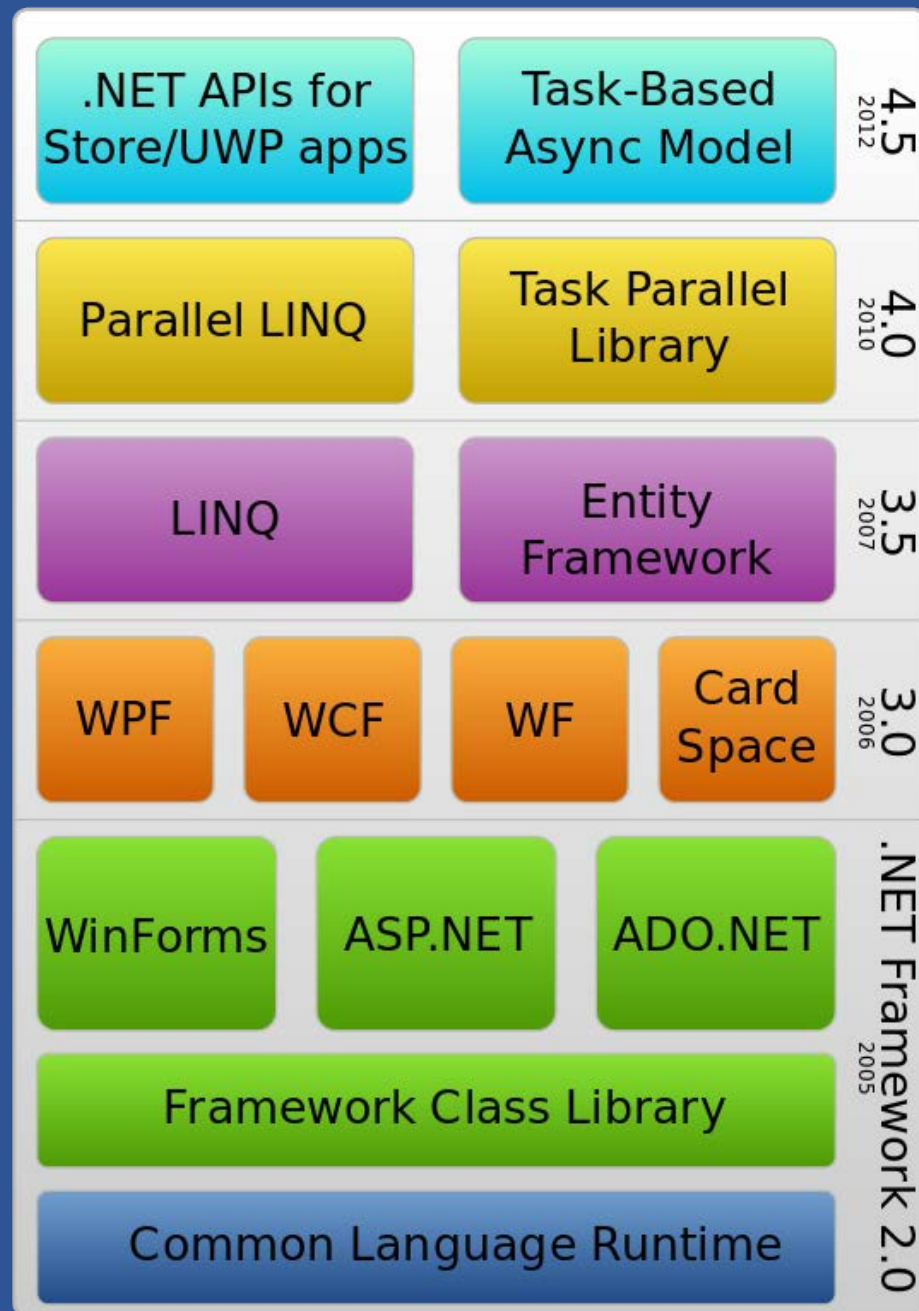 .NET APIs for
Store/UWP apps
Task-Based
Async Model
4.5
2012
Parallel LINQ
Task Parallel
Library
4.0
2010
LINQ
Entity
Framework
3.5
2007
WPF
WCF
WF
Card
Space
3.0
2006
WinForms
ASP.NET
ADO.NET
Framework Class Library
Common Language Runtime
.NET Framework 2.0
2005